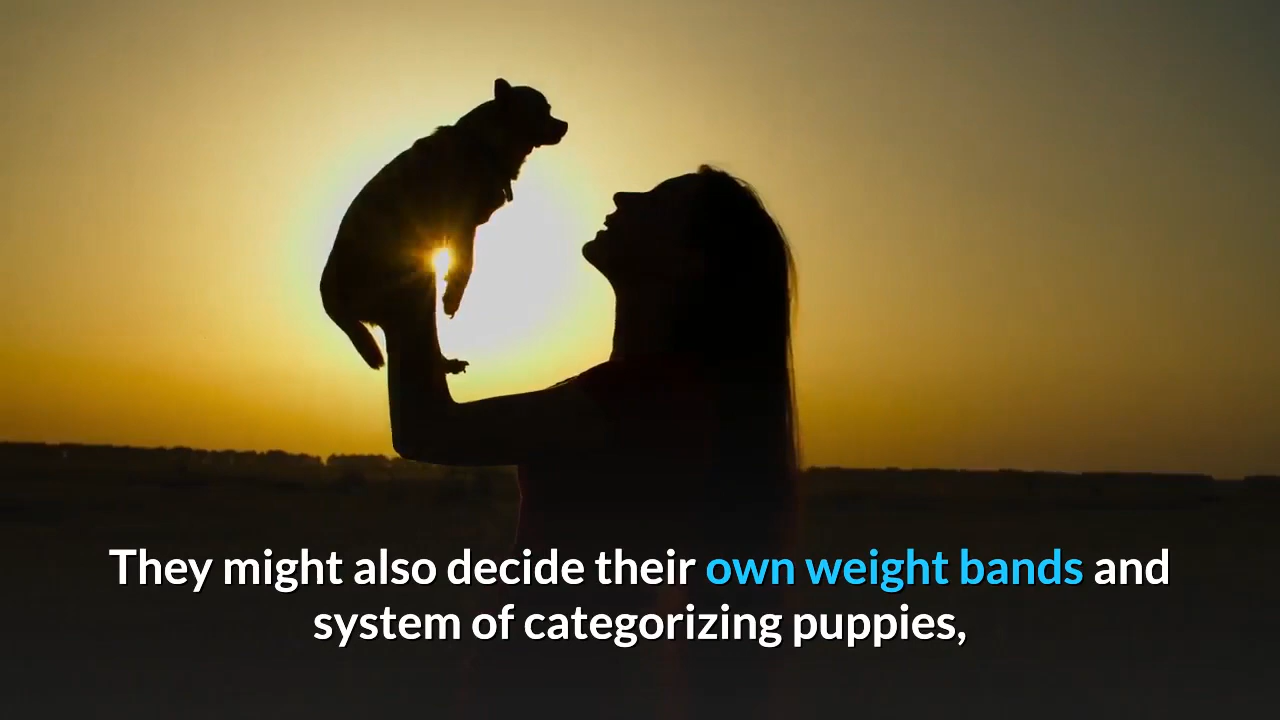 They might also decide their own weight bands and
system of categorizing puppies,